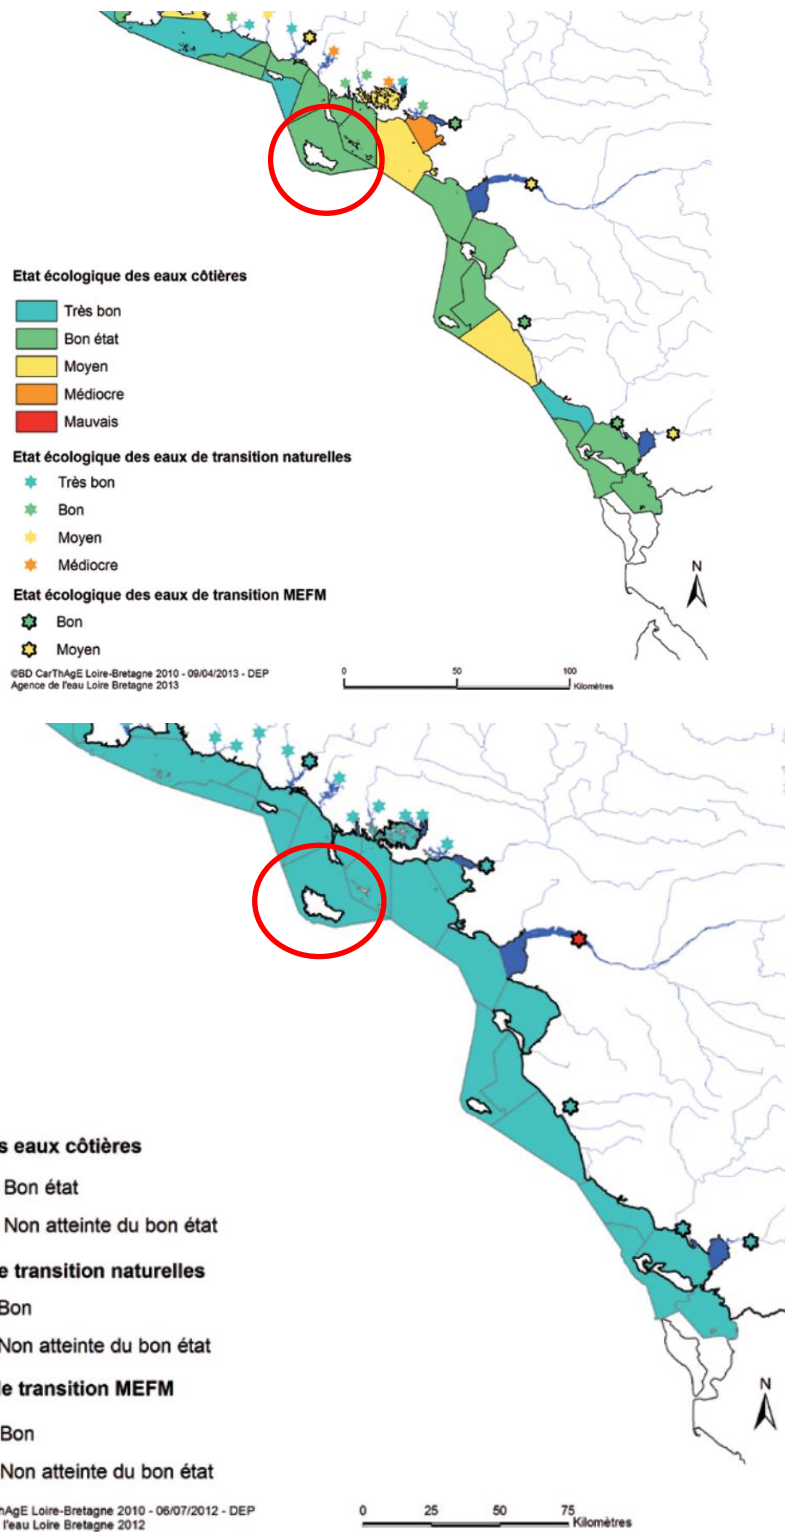 Etat écologique des eaux côtières
Très bon
Bon état
Moyen
Médiocre
Mauvais
Etat écologique des eaux de transition naturelles
Très bon
Bon
Moyen
Médiocre
Etat écologique des eaux de transition MEFM
Bon
Moyen
N
©BD CarThAgE Loire-Bretagne 2010 - 09/04/2013 - DEP
Agence de l'eau Loire Bretagne 2013
0 50 100
Kilomètres
s eaux côtières
Bon état
Non atteinte du bon état
e transition naturelles
Bon
Non atteinte du bon état
e transition MEFM
Bon
Non atteinte du bon état
N
hAgE Loire-Bretagne 2010 - 06/07/2012 - DEP
l'eau Loire Bretagne 2012
0 25 50 75
Kilomètres